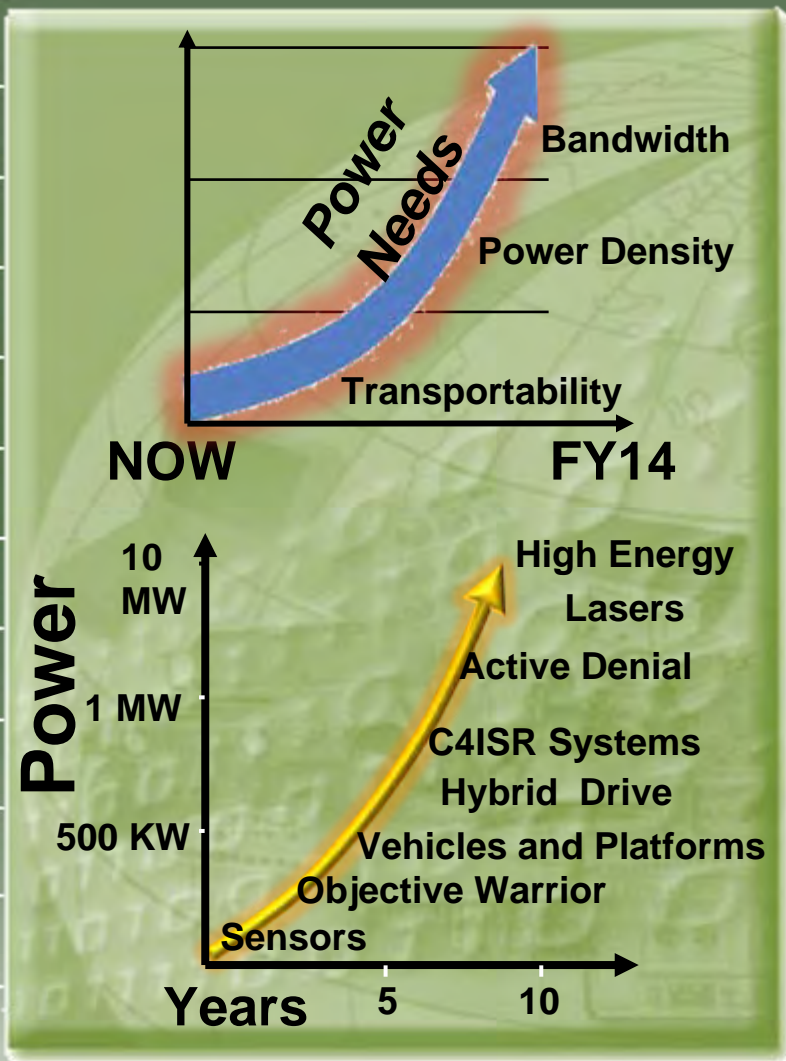 Power
Needs
Bandwidth
Power Density
Transportability
NOW
FY14
Power
10
MW
1 MW
500 KW
High Energy
Lasers
Active Denial
C4ISR Systems
Hybrid Drive
Vehicles and Platforms
Objective Warrior
Sensors
Years
5
10